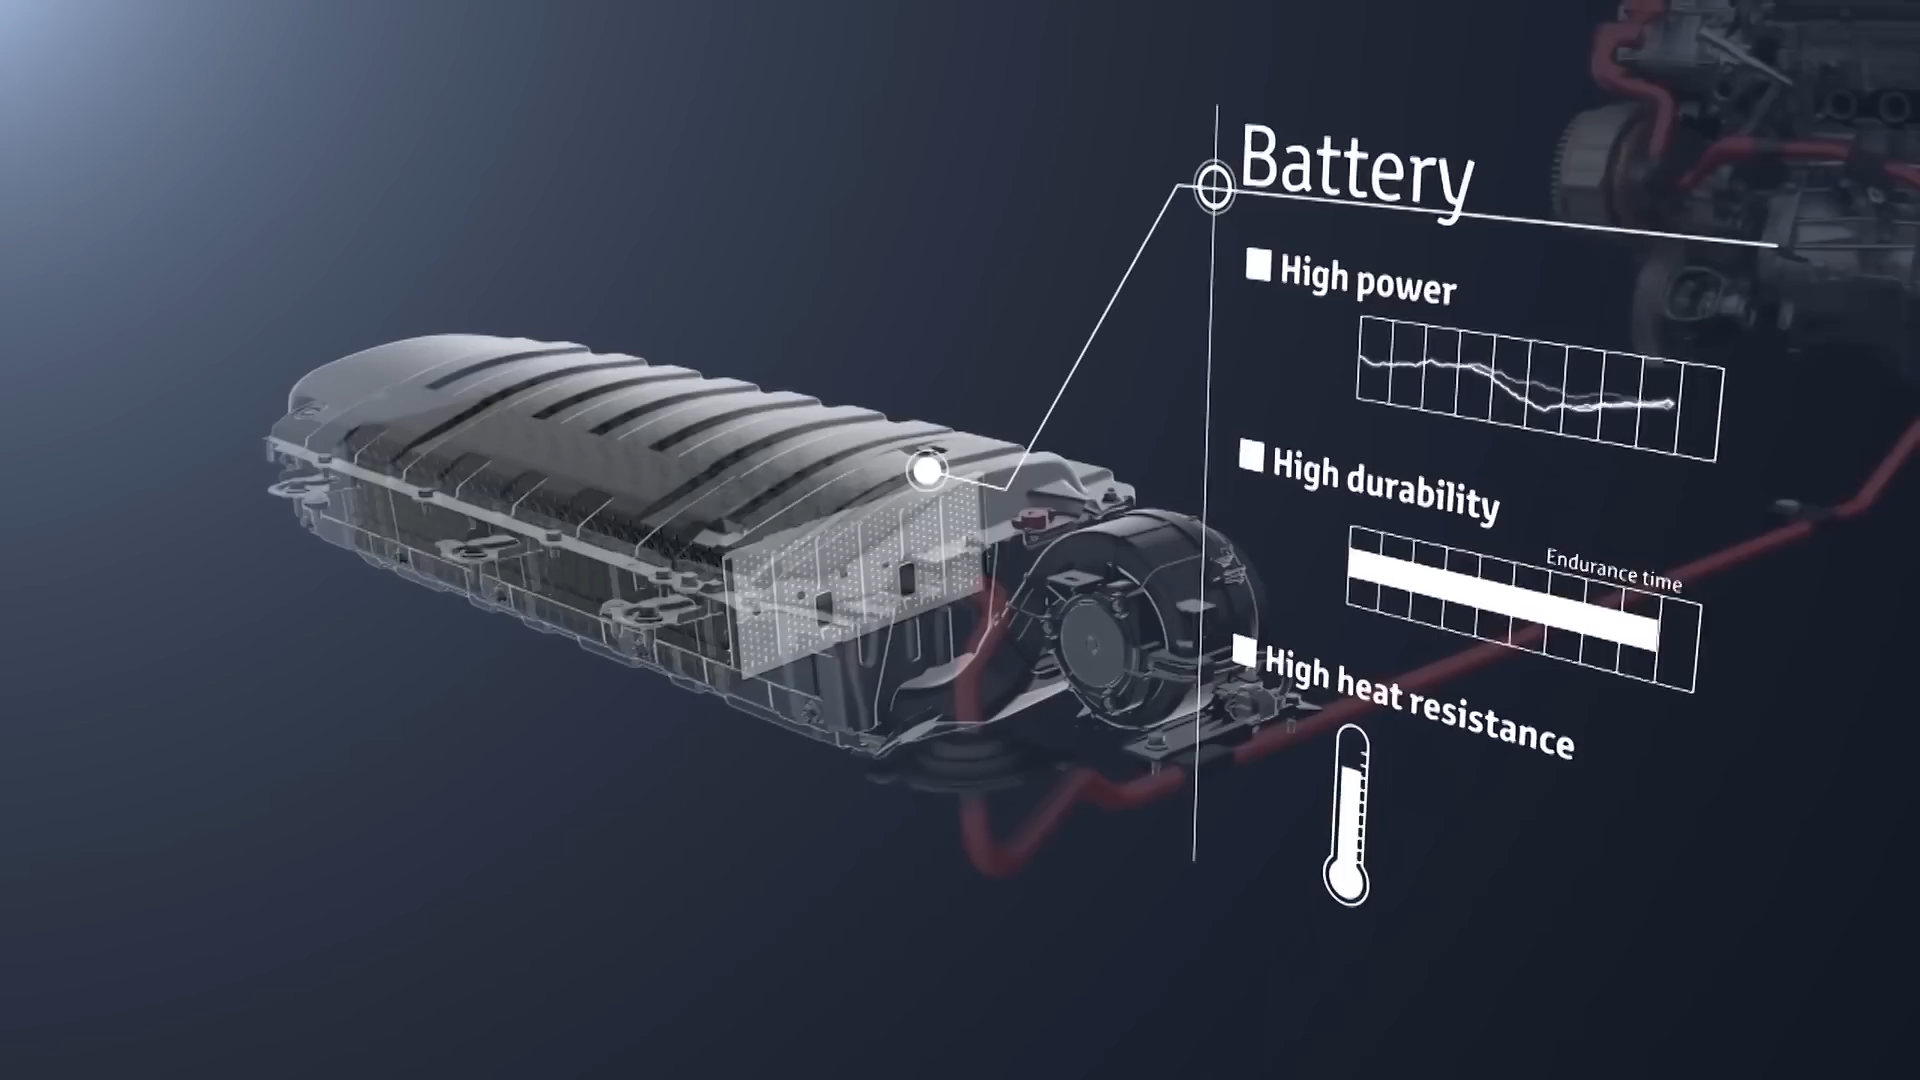 Battery
High power
High durability
Endurance time
High heat resistance